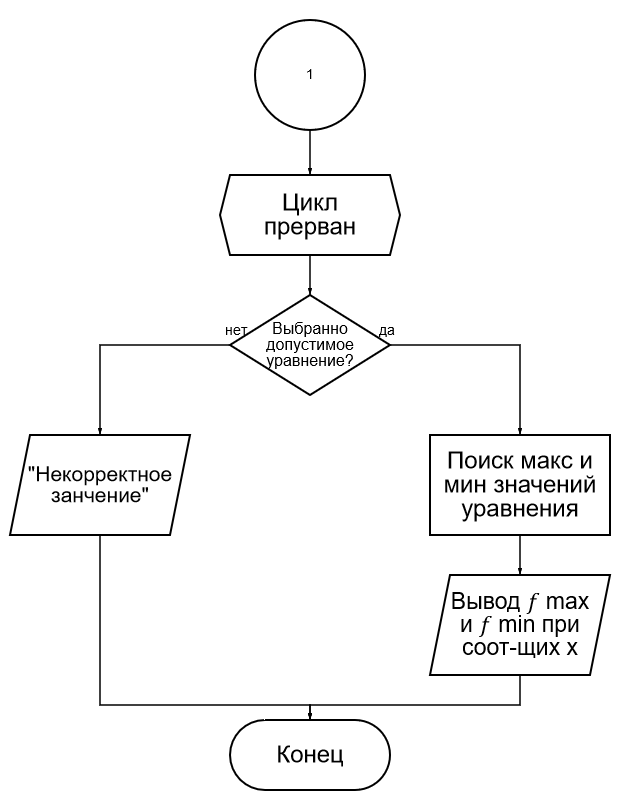 1
Цикл
прерван
нет
Выбранно
да
допустимое
уравнение?
"Некорректное
занчение"
Поиск макс и
мин значений
уравнения
Вывод ƒ max
и ƒ min при
соот-щих x
Конец